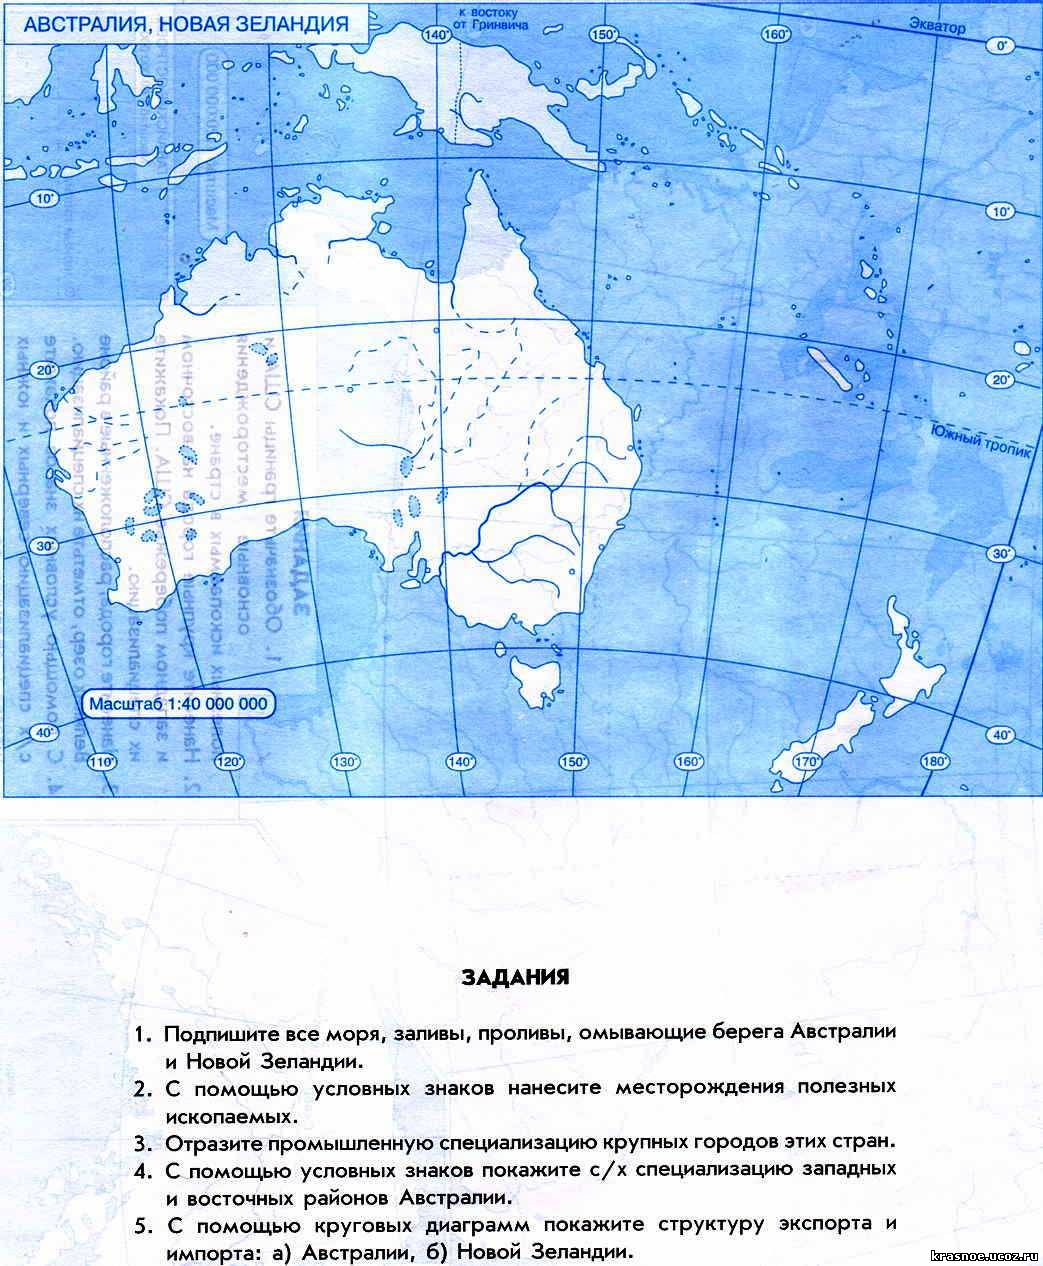 АВСТРАЛИЯ, НОВАЯ ЗЕЛАНДИЯ
к востоку
от Гринвича
Экватор
140°
150°
160°
0°
10°
10°
20°
20°
Южный тропик
30°
30°
Масштаб 1:40 000 000
40°
40°
110°
120°
130°
140°
150°
160°
170°
180°
ЗАДАНИЯ
1. Подпишите все моря, заливы, проливы, омывающие берега Австралии
и Новой Зеландии.
2. С помощью условных знаков нанесите месторождения полезных
ископаемых.
3. Отразите промышленную специализацию крупных городов этих стран.
4. С помощью условных знаков покажите с/х специализацию западных
и восточных районов Австралии.
5. С помощью круговых диаграмм покажите структуру экспорта и
импорта: а) Австралии, б) Новой Зеландии.
krasnoe.ucoz.ru